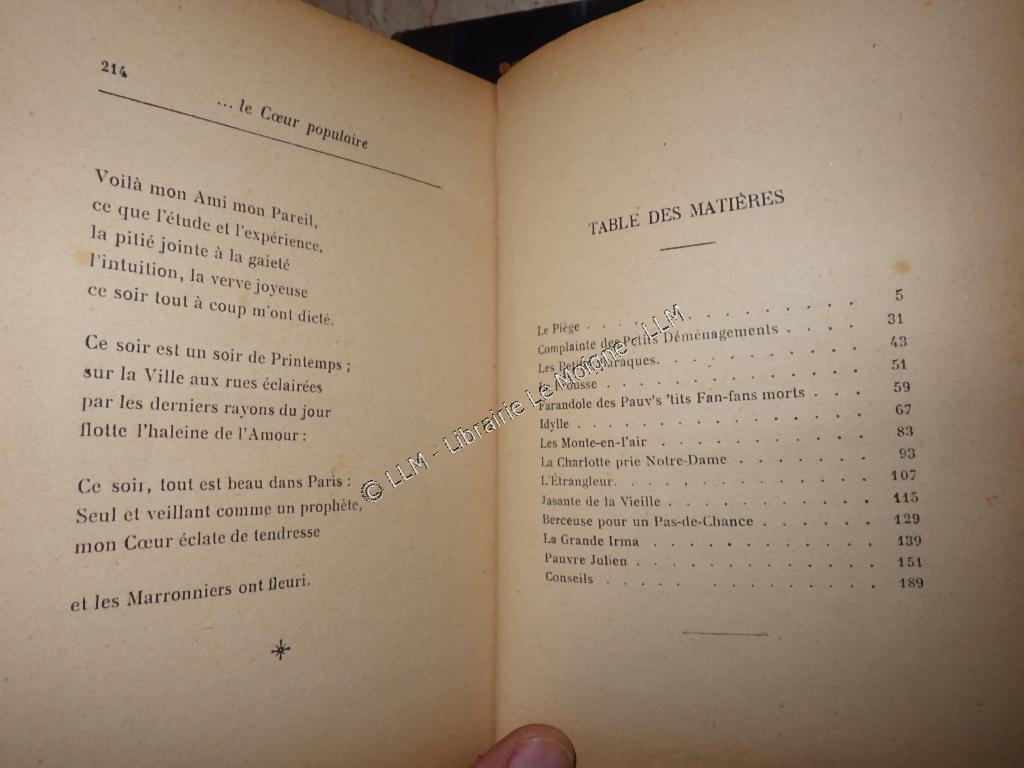 214
... le Cœur populaire
Voilà mon Ami mon Pareil,
ce que l'étude et l'expérience,
la pitié jointe à la gaieté
l'intuition, la verve joyeuse
ce soir tout à coup m'ont dicté.
Ce soir est un soir de Printemps ;
sur la Ville aux rues éclairées
par les derniers rayons du jour
flotte l'haleine de l'Amour :
Ce soir, tout est beau dans Paris :
Seul et veillant comme un prophète,
mon Cœur éclate de tendresse
et les Marronniers ont fleuri.
TABLE DES MATIÈRES
Le Piège . . . . . . . . . . . . 5
Complainte des Petits Déménagements . . . . 31
Les Petites Baraques. . . . . . . . . . 43
La Frousse . . . . . . . . . . . . 51
Farandole des Pauv's 'tits Fan-fans morts . . . 59
Idylle . . . . . . . . . . . . . 67
Les Monte-en-l'air . . . . . . . . . . 83
La Charlotte prie Notre-Dame . . . . . . . 93
L'Étrangleur. . . . . . . . . . . . 107
Jasante de la Vieille . . . . . . . . . 115
Berceuse pour un Pas-de-Chance . . . . . . 129
La Grande Irma . . . . . . . . . . 139
Pauvre Julien . . . . . . . . . . . 151
Conseils . . . . . . . . . . . . 189
© LLM - Librairie Le Moigne - LLM